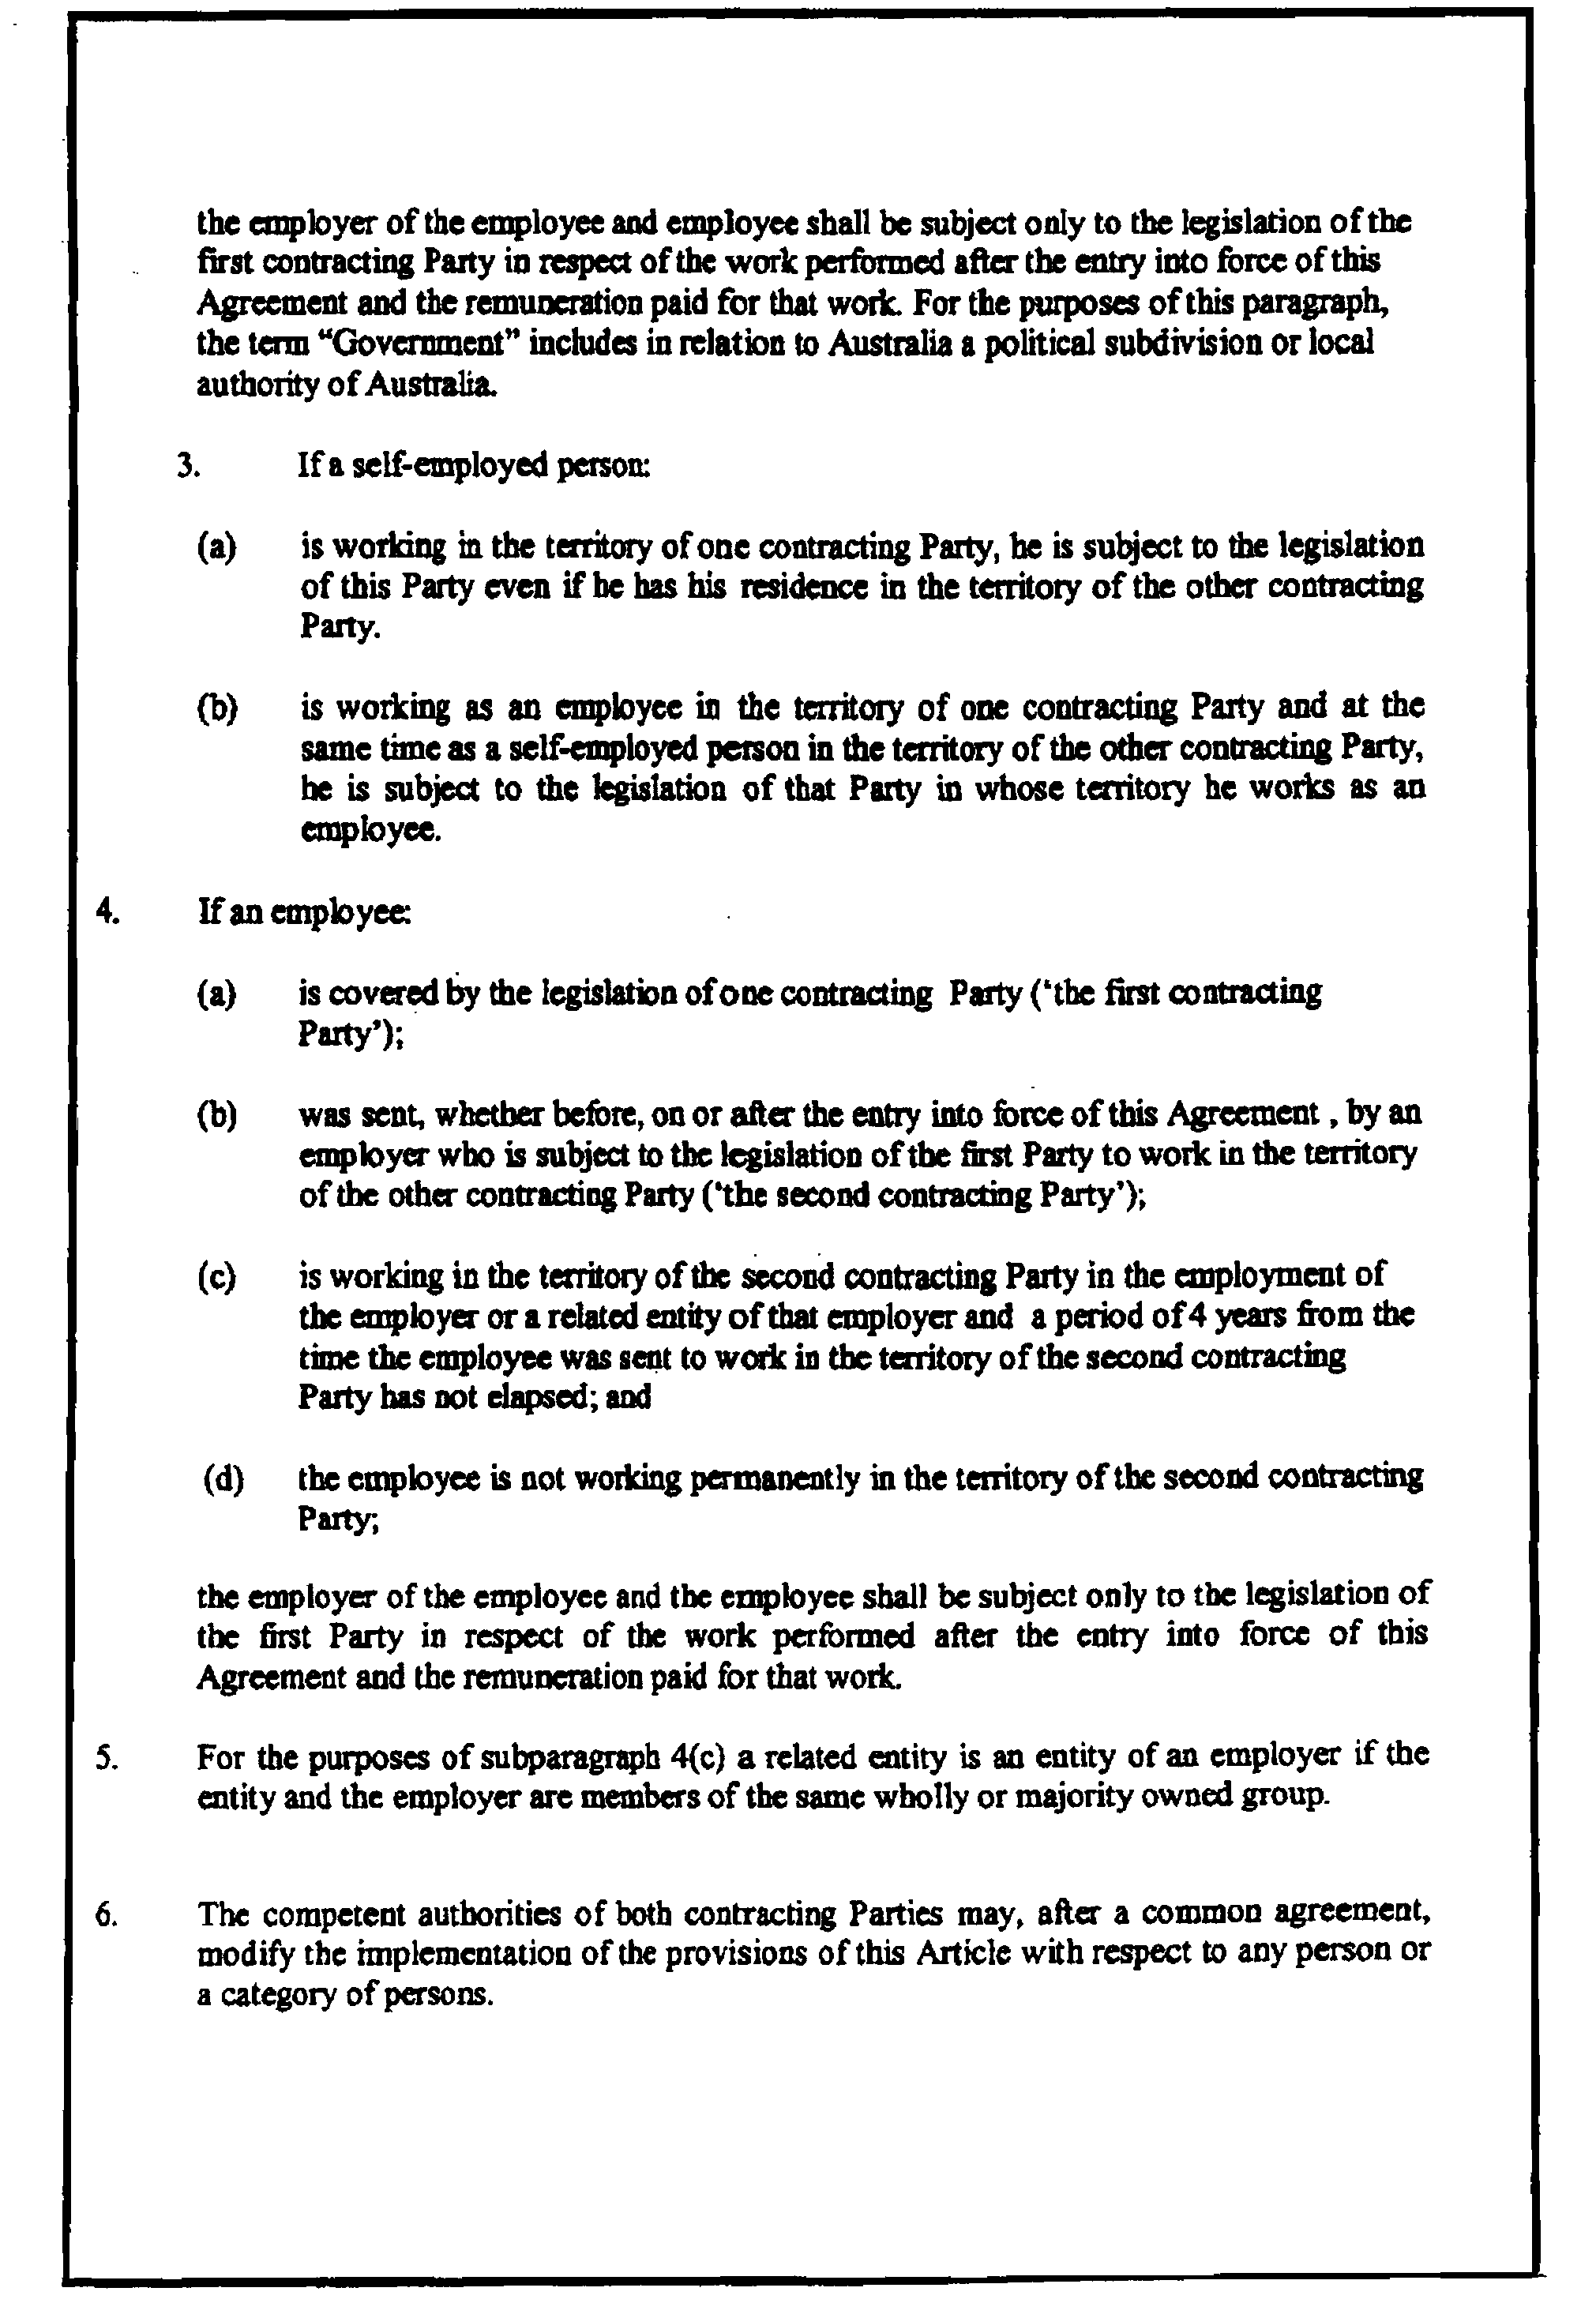 the employer of the employee and employee shall be subject only to the legislation of the
first contracting Party in respect of the work performed after the entry into force of this
Agreement and the remuneration paid for that work. For the purposes of this paragraph,
the term “Government” includes in relation to Australia a political subdivision or local
authority of Australia.
3. If a self-employed person:
(a) is working in the territory of one contracting Party, he is subject to the legislation
of this Party even if he has his residence in the territory of the other contracting
Party.
(b) is working as an employee in the territory of one contracting Party and at the
same time as a self-employed person in the territory of the other contracting Party,
he is subject to the legislation of that Party in whose territory he works as an
employee.
4. If an employee:
(a) is covered by the legislation of one contracting Party (‘the first contracting
Party’);
(b) was sent, whether before, on or after the entry into force of this Agreement , by an
employer who is subject to the legislation of the first Party to work in the territory
of the other contracting Party (‘the second contracting Party’);
(c) is working in the territory of the second contracting Party in the employment of
the employer or a related entity of that employer and a period of 4 years from the
time the employee was sent to work in the territory of the second contracting
Party has not elapsed; and
(d) the employee is not working permanently in the territory of the second contracting
Party;
the employer of the employee and the employee shall be subject only to the legislation of
the first Party in respect of the work performed after the entry into force of this
Agreement and the remuneration paid for that work.
5. For the purposes of subparagraph 4(c) a related entity is an entity of an employer if the
entity and the employer are members of the same wholly or majority owned group.
6. The competent authorities of both contracting Parties may, after a common agreement,
modify the implementation of the provisions of this Article with respect to any person or
a category of persons.